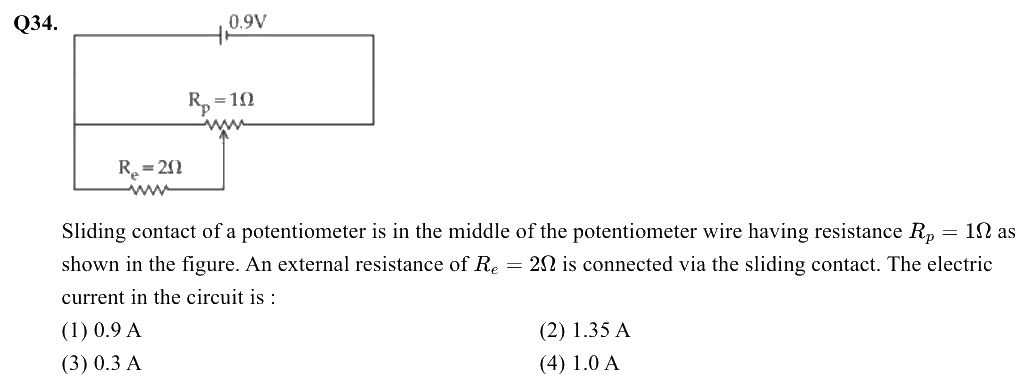 Q34.
0.9V
Rp = 1Ω
Re = 2Ω
Sliding contact of a potentiometer is in the middle of the potentiometer wire having resistance Rp = 1Ω as
shown in the figure. An external resistance of Re = 2Ω is connected via the sliding contact. The electric
current in the circuit is :
(1) 0.9 A (2) 1.35 A
(3) 0.3 A (4) 1.0 A